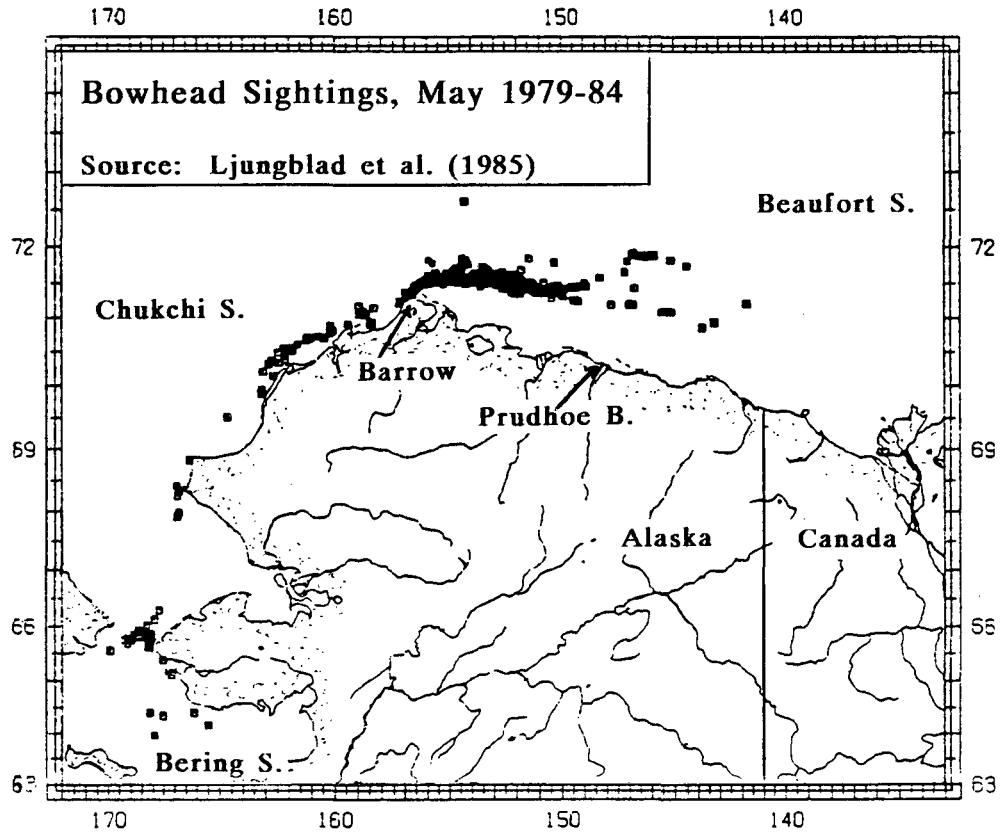 170 160 150 140
Bowhead Sightings, May 1979-84
Source: Ljungblad et al. (1985)
Beaufort S.
72 72
Chukchi S.
Barrow
Prudhoe B.
69 69
Alaska Canada
66 66
Bering S.
63 63
170 160 150 140